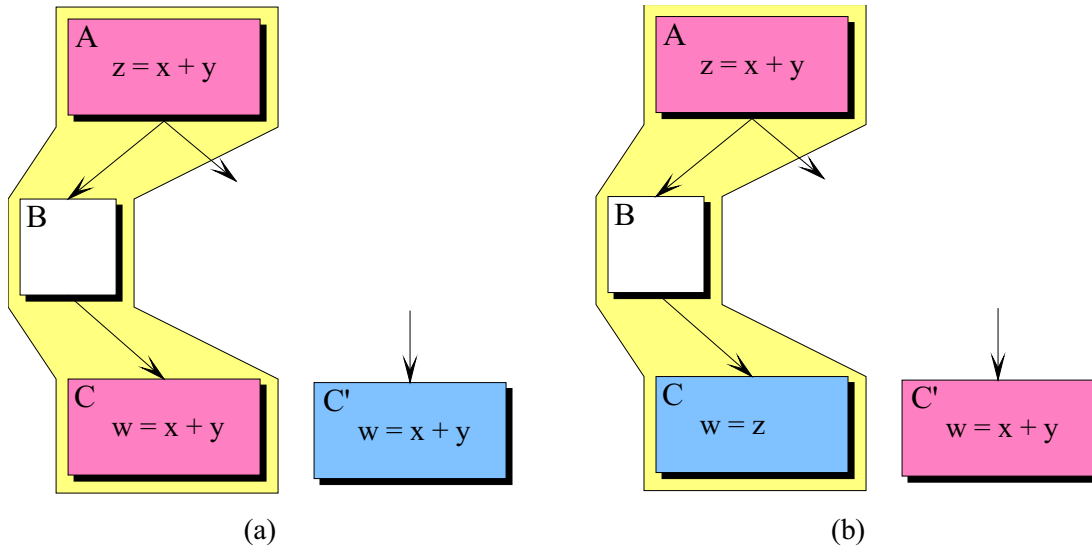 A
z = x + y
B
C
w = x + y
C'
w = x + y
(a)
A
z = x + y
B
C
w = z
C'
w = x + y
(b)